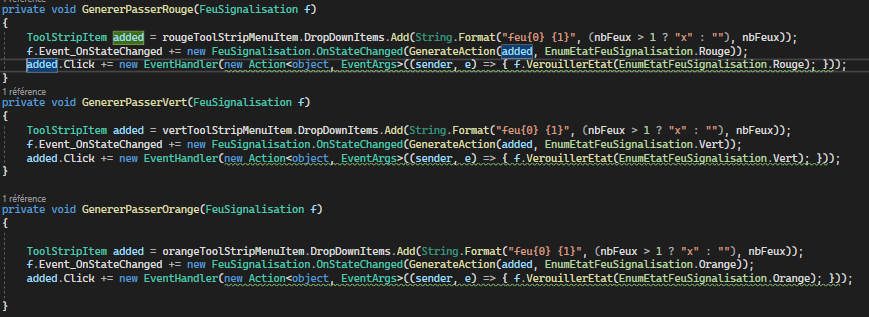 1 référence
private void GenererPasserRouge(FeuSignalisation f)
{
ToolStripItem added = rougeToolStripMenuItem.DropDownItems.Add(String.Format("feu{0} {1}", (nbFeux > 1 ? "x" : ""), nbFeux));
f.Event_OnStateChanged += new FeuSignalisation.OnStateChanged(GenerateAction(added, EnumEtatFeuSignalisation.Rouge));
added.Click += new EventHandler(new Action<object, EventArgs>((sender, e) => { f.VerouillerEtat(EnumEtatFeuSignalisation.Rouge); }));
}
1 référence
private void GenererPasserVert(FeuSignalisation f)
{
ToolStripItem added = vertToolStripMenuItem.DropDownItems.Add(String.Format("feu{0} {1}", (nbFeux > 1 ? "x" : ""), nbFeux));
f.Event_OnStateChanged += new FeuSignalisation.OnStateChanged(GenerateAction(added, EnumEtatFeuSignalisation.Vert));
added.Click += new EventHandler(new Action<object, EventArgs>((sender, e) => { f.VerouillerEtat(EnumEtatFeuSignalisation.Vert); }));
}
1 référence
private void GenererPasserOrange(FeuSignalisation f)
{
ToolStripItem added = orangeToolStripMenuItem.DropDownItems.Add(String.Format("feu{0} {1}", (nbFeux > 1 ? "x" : ""), nbFeux));
f.Event_OnStateChanged += new FeuSignalisation.OnStateChanged(GenerateAction(added, EnumEtatFeuSignalisation.Orange));
added.Click += new EventHandler(new Action<object, EventArgs>((sender, e) => { f.VerouillerEtat(EnumEtatFeuSignalisation.Orange); }));
}